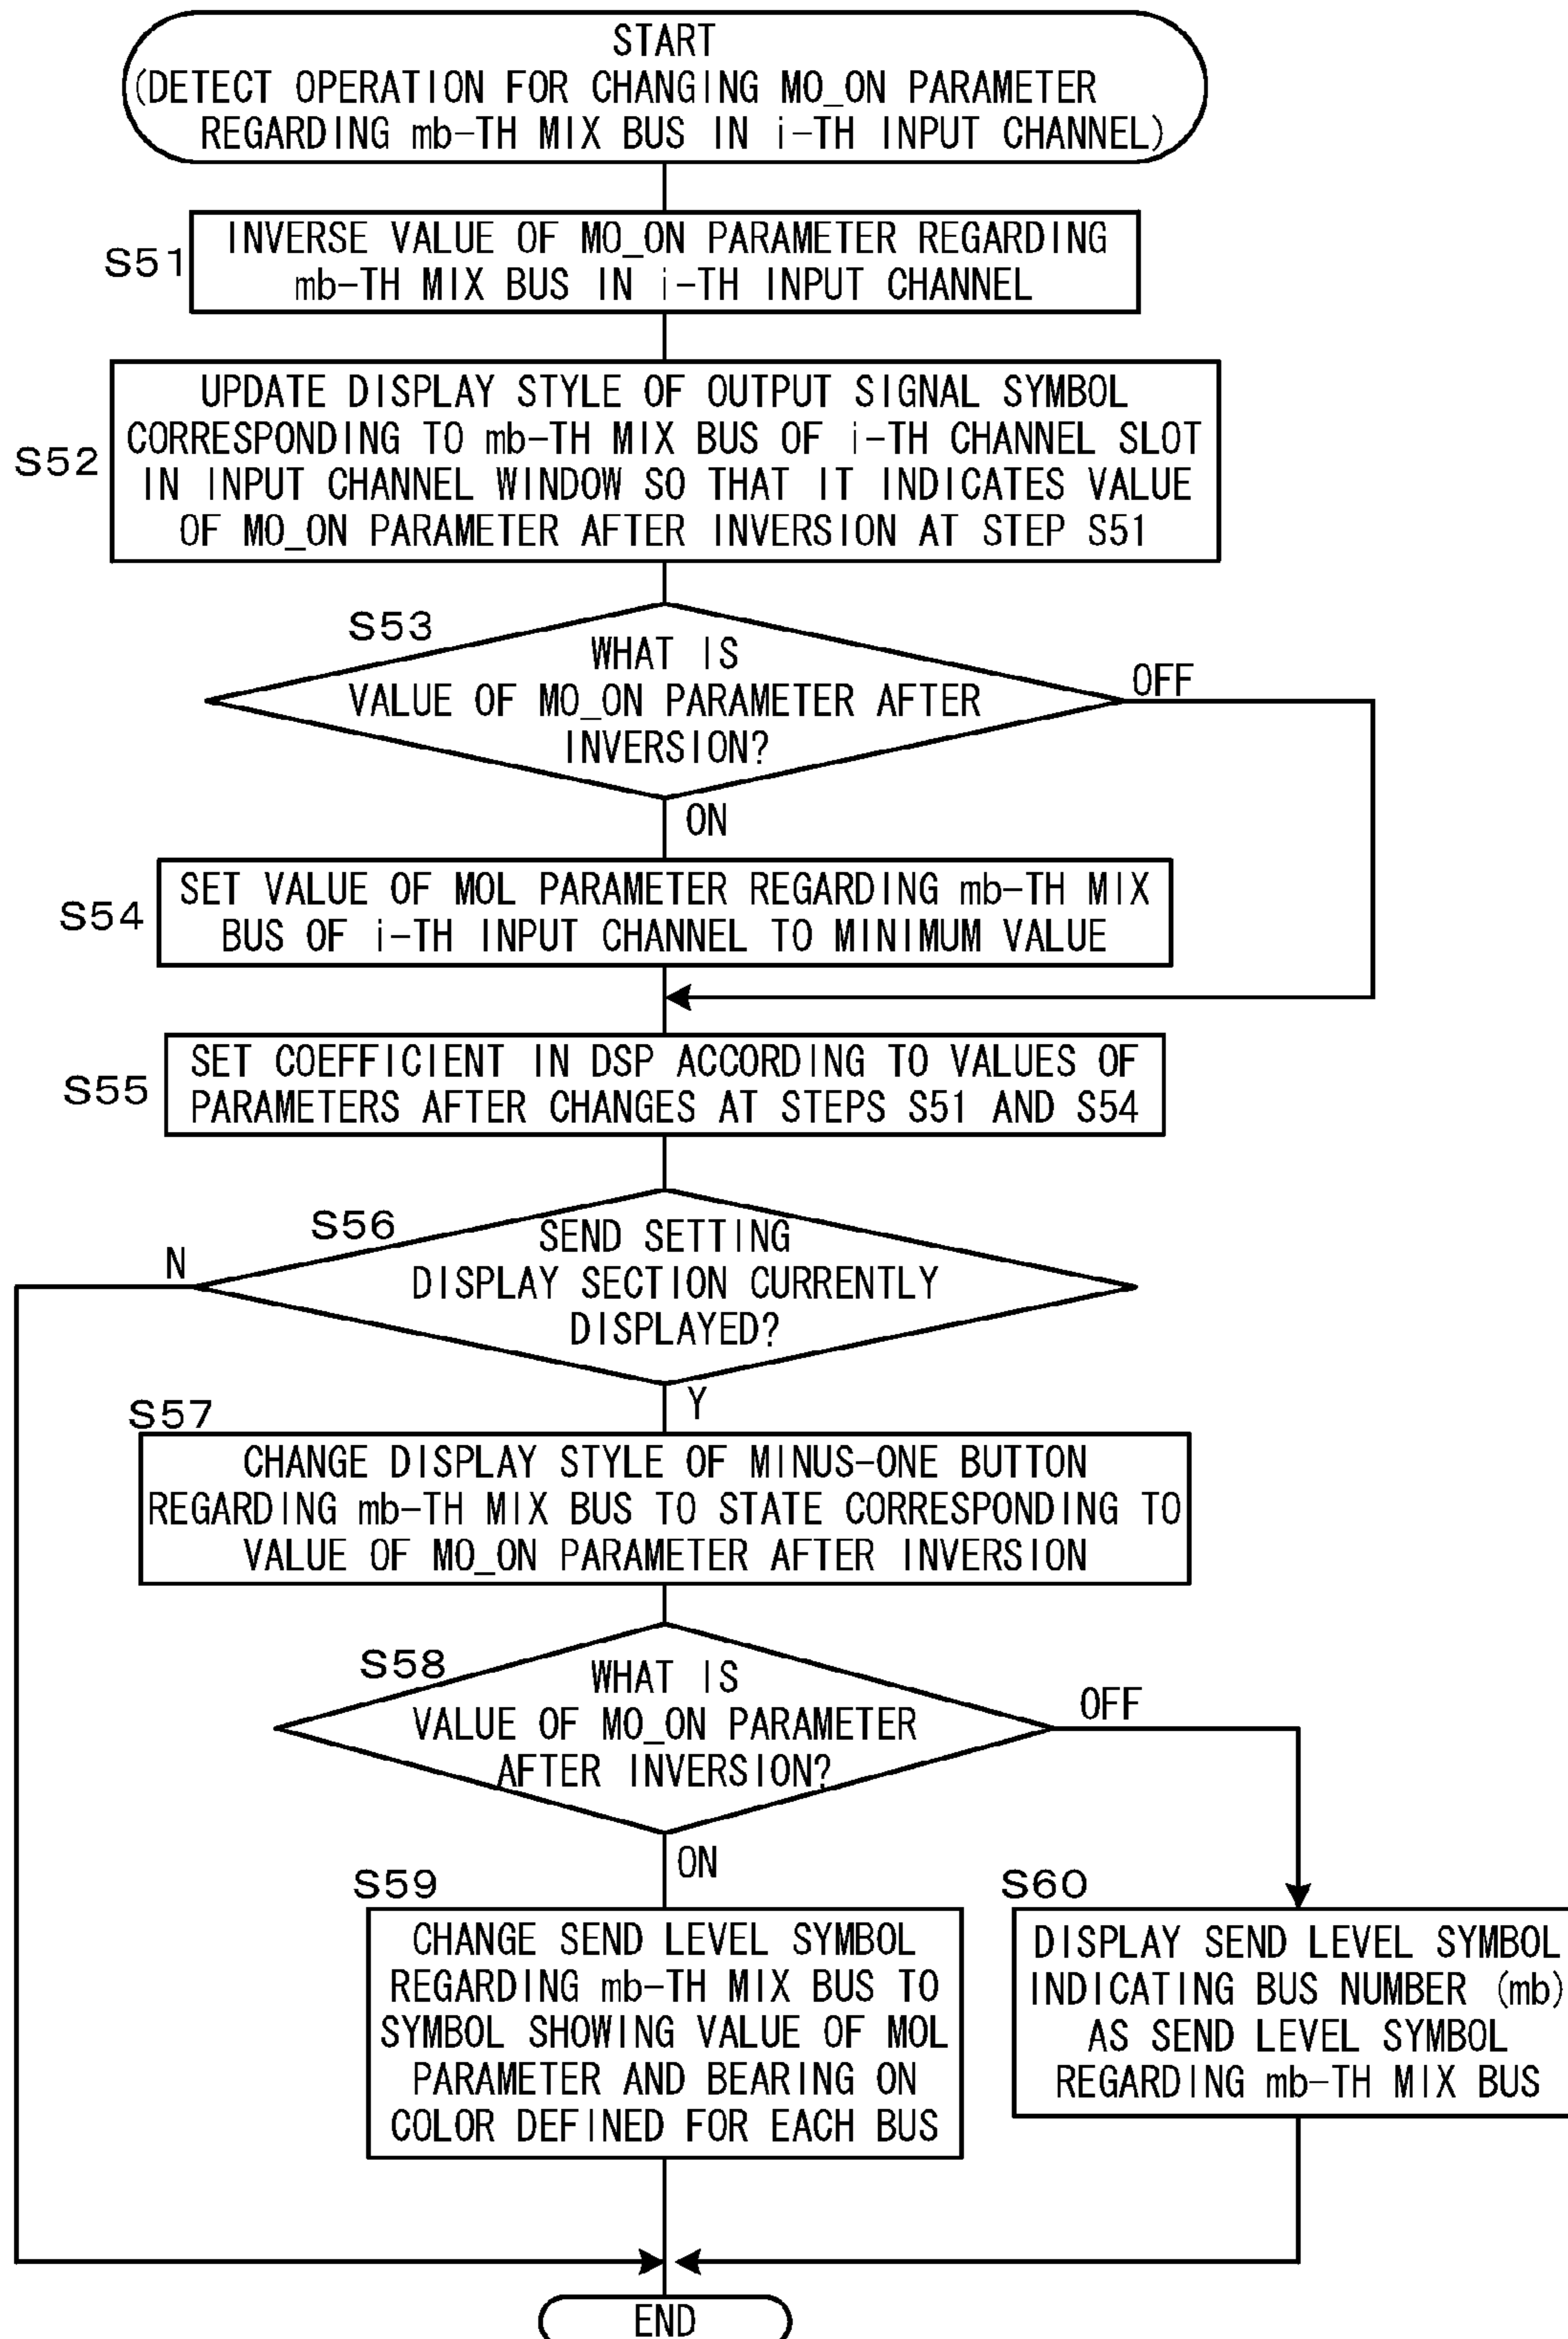 START
(DETECT OPERATION FOR CHANGING MO_ON PARAMETER
REGARDING mb-TH MIX BUS IN i-TH INPUT CHANNEL)
S51
INVERSE VALUE OF MO_ON PARAMETER REGARDING
mb-TH MIX BUS IN i-TH INPUT CHANNEL
S52
UPDATE DISPLAY STYLE OF OUTPUT SIGNAL SYMBOL
CORRESPONDING TO mb-TH MIX BUS OF i-TH CHANNEL SLOT
IN INPUT CHANNEL WINDOW SO THAT IT INDICATES VALUE
OF MO_ON PARAMETER AFTER INVERSION AT STEP S51
S53
WHAT IS
VALUE OF MO_ON PARAMETER AFTER
INVERSION?
OFF
ON
S54
SET VALUE OF MOL PARAMETER REGARDING mb-TH MIX
BUS OF i-TH INPUT CHANNEL TO MINIMUM VALUE
S55
SET COEFFICIENT IN DSP ACCORDING TO VALUES OF
PARAMETERS AFTER CHANGES AT STEPS S51 AND S54
S56
SEND SETTING
DISPLAY SECTION CURRENTLY
DISPLAYED?
N
Y
S57
CHANGE DISPLAY STYLE OF MINUS-ONE BUTTON
REGARDING mb-TH MIX BUS TO STATE CORRESPONDING TO
VALUE OF MO_ON PARAMETER AFTER INVERSION
S58
WHAT IS
VALUE OF MO_ON PARAMETER
AFTER INVERSION?
OFF
ON
S59
CHANGE SEND LEVEL SYMBOL
REGARDING mb-TH MIX BUS TO
SYMBOL SHOWING VALUE OF MOL
PARAMETER AND BEARING ON
COLOR DEFINED FOR EACH BUS
S60
DISPLAY SEND LEVEL SYMBOL
INDICATING BUS NUMBER (mb)
AS SEND LEVEL SYMBOL
REGARDING mb-TH MIX BUS
END